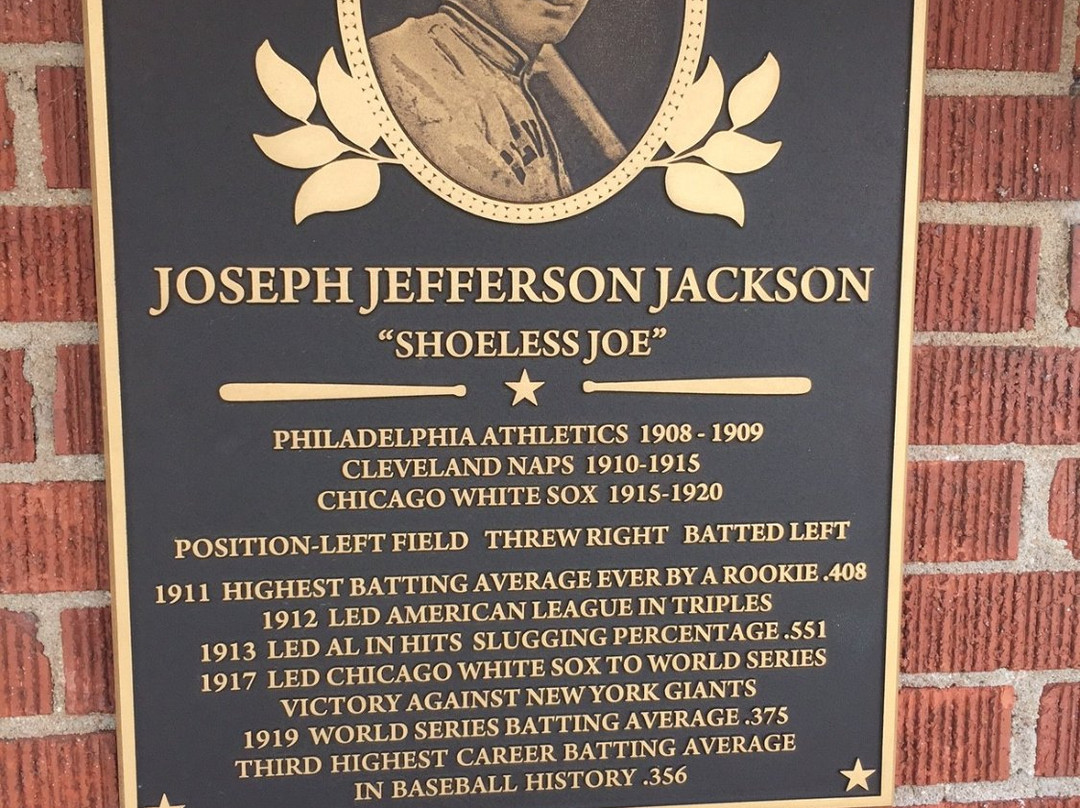 JOSEPH JEFFERSON JACKSON
“SHOELESS JOE”
PHILADELPHIA ATHLETICS 1908 - 1909
CLEVELAND NAPS 1910-1915
CHICAGO WHITE SOX 1915-1920
POSITION-LEFT FIELD THREW RIGHT BATTED LEFT
1911 HIGHEST BATTING AVERAGE EVER BY A ROOKIE .408
1912 LED AMERICAN LEAGUE IN TRIPLES
1913 LED AL IN HITS SLUGGING PERCENTAGE .551
1917 LED CHICAGO WHITE SOX TO WORLD SERIES
VICTORY AGAINST NEW YORK GIANTS
1919 WORLD SERIES BATTING AVERAGE .375
THIRD HIGHEST CAREER BATTING AVERAGE
IN BASEBALL HISTORY .356